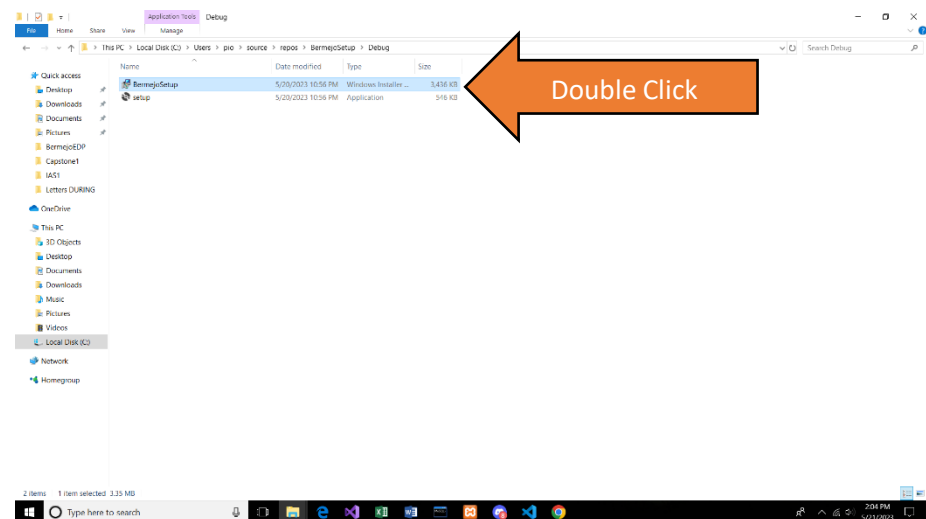 Application Tools Debug
File Home Share View Manage
This PC > Local Disk (C:) > Users > pio > source > repos > BermejoSetup > Debug
Search Debug
Name Date modified Type Size
BermejoSetup 5/20/2023 10:56 PM Windows Installer ... 3,436 KB
setup 5/20/2023 10:56 PM Application 546 KB
Double Click
Quick access
Desktop
Downloads
Documents
Pictures
BermejoEDP
Capstone1
IAS1
Letters DURING
OneDrive
This PC
3D Objects
Desktop
Documents
Downloads
Music
Pictures
Videos
Local Disk (C:)
Network
Homegroup
2 items 1 item selected 3.35 MB
Type here to search
2:04 PM
5/21/2023